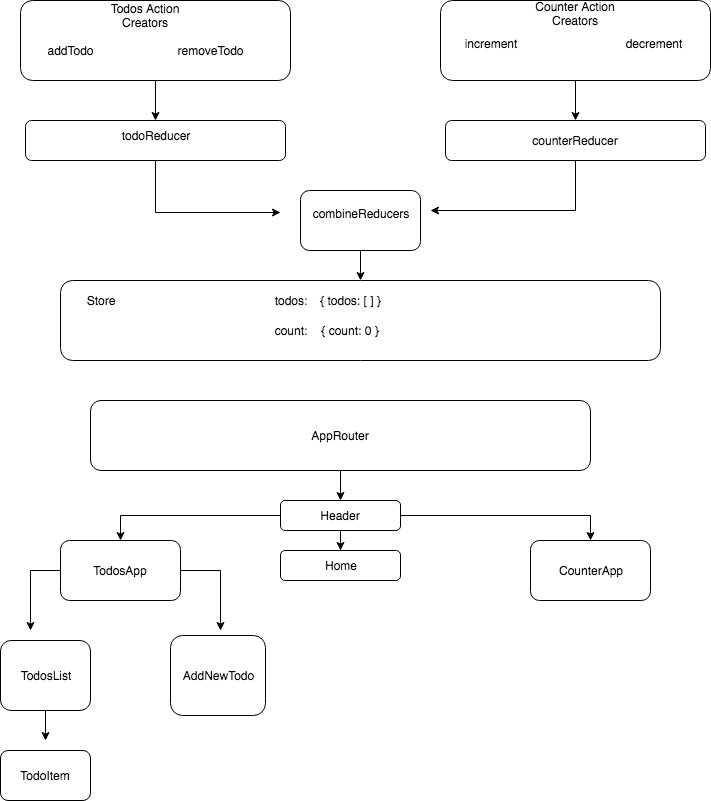 Todos Action
Creators
addTodo
removeTodo
Counter Action
Creators
increment
decrement
todoReducer
counterReducer
combineReducers
Store
todos: { todos: [ ] }
count: { count: 0 }
AppRouter
Header
Home
TodosApp
CounterApp
TodosList
AddNewTodo
TodoItem